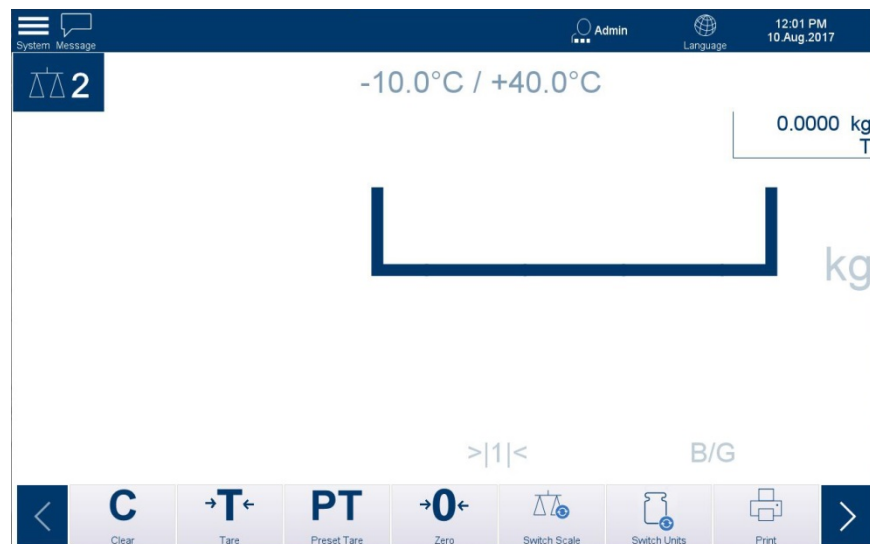 System Message
Admin
Language
12:01 PM
10.Aug.2017
2
-10.0°C / +40.0°C
0.0000 kg
T
kg
>|1|<
B/G
C
Clear
→T←
Tare
PT
Preset Tare
→0←
Zero
Switch Scale
Switch Units
Print